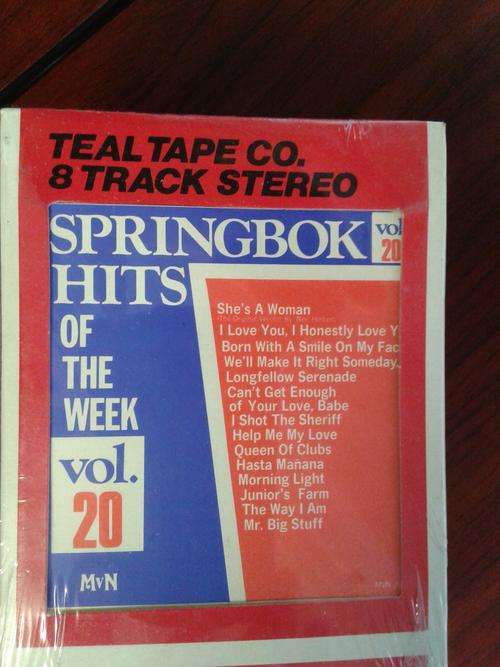 TEAL TAPE CO.
8 TRACK STEREO
SPRINGBOK
HITS
OF
THE
WEEK
vol.
20
vol
20
She's A Woman
I Love You, I Honestly Love Y
Born With A Smile On My Fac
We'll Make It Right Someday.
Longfellow Serenade
Can't Get Enough
of Your Love, Babe
I Shot The Sheriff
Help Me My Love
Queen Of Clubs
Hasta Mañana
Morning Light
Junior's Farm
The Way I Am
Mr. Big Stuff
MvN